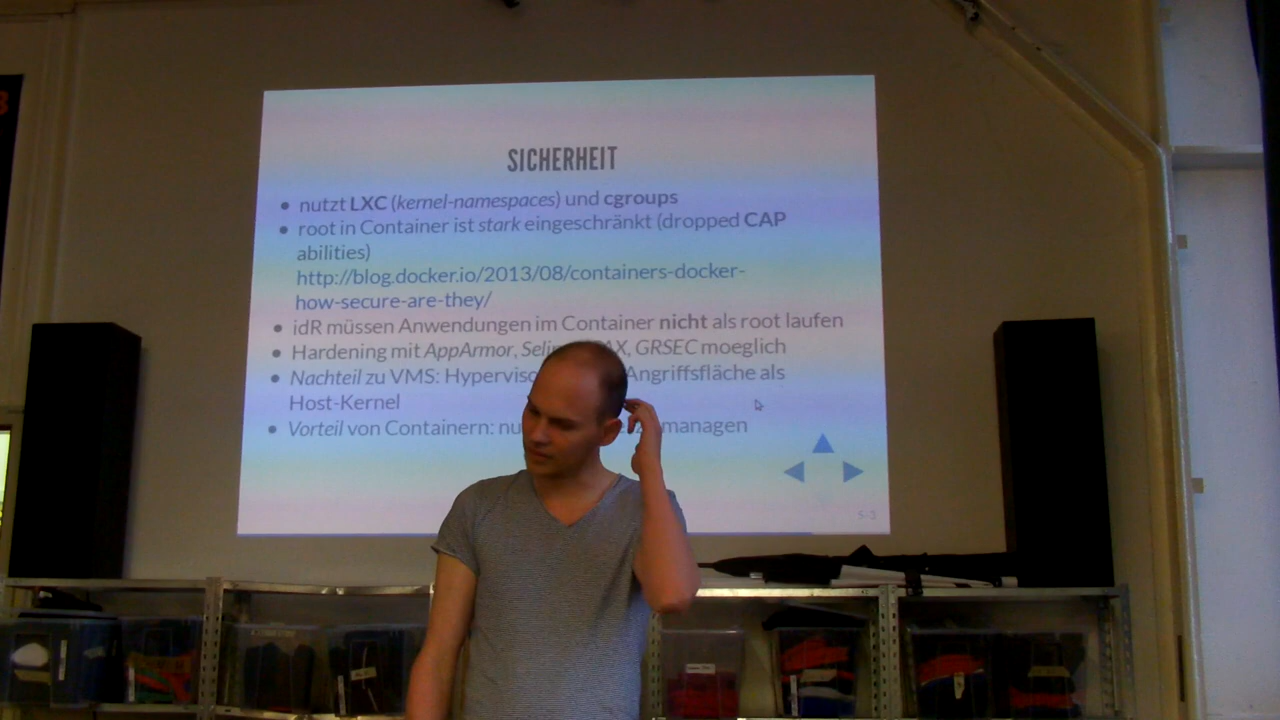 SICHERHEIT
nutzt LXC (kernel-namespaces) und cgroups
root in Container ist stark eingeschränkt (dropped CAP
abilities)
http://blog.docker.io/2013/08/containers-docker-
how-secure-are-they/
idR müssen Anwendungen im Container nicht als root laufen
Hardening mit AppArmor, GRSEC moeglich
Nachteil zu VMS: Angriffsfläche als
Host-Kernel
Vorteil von Containern: managen